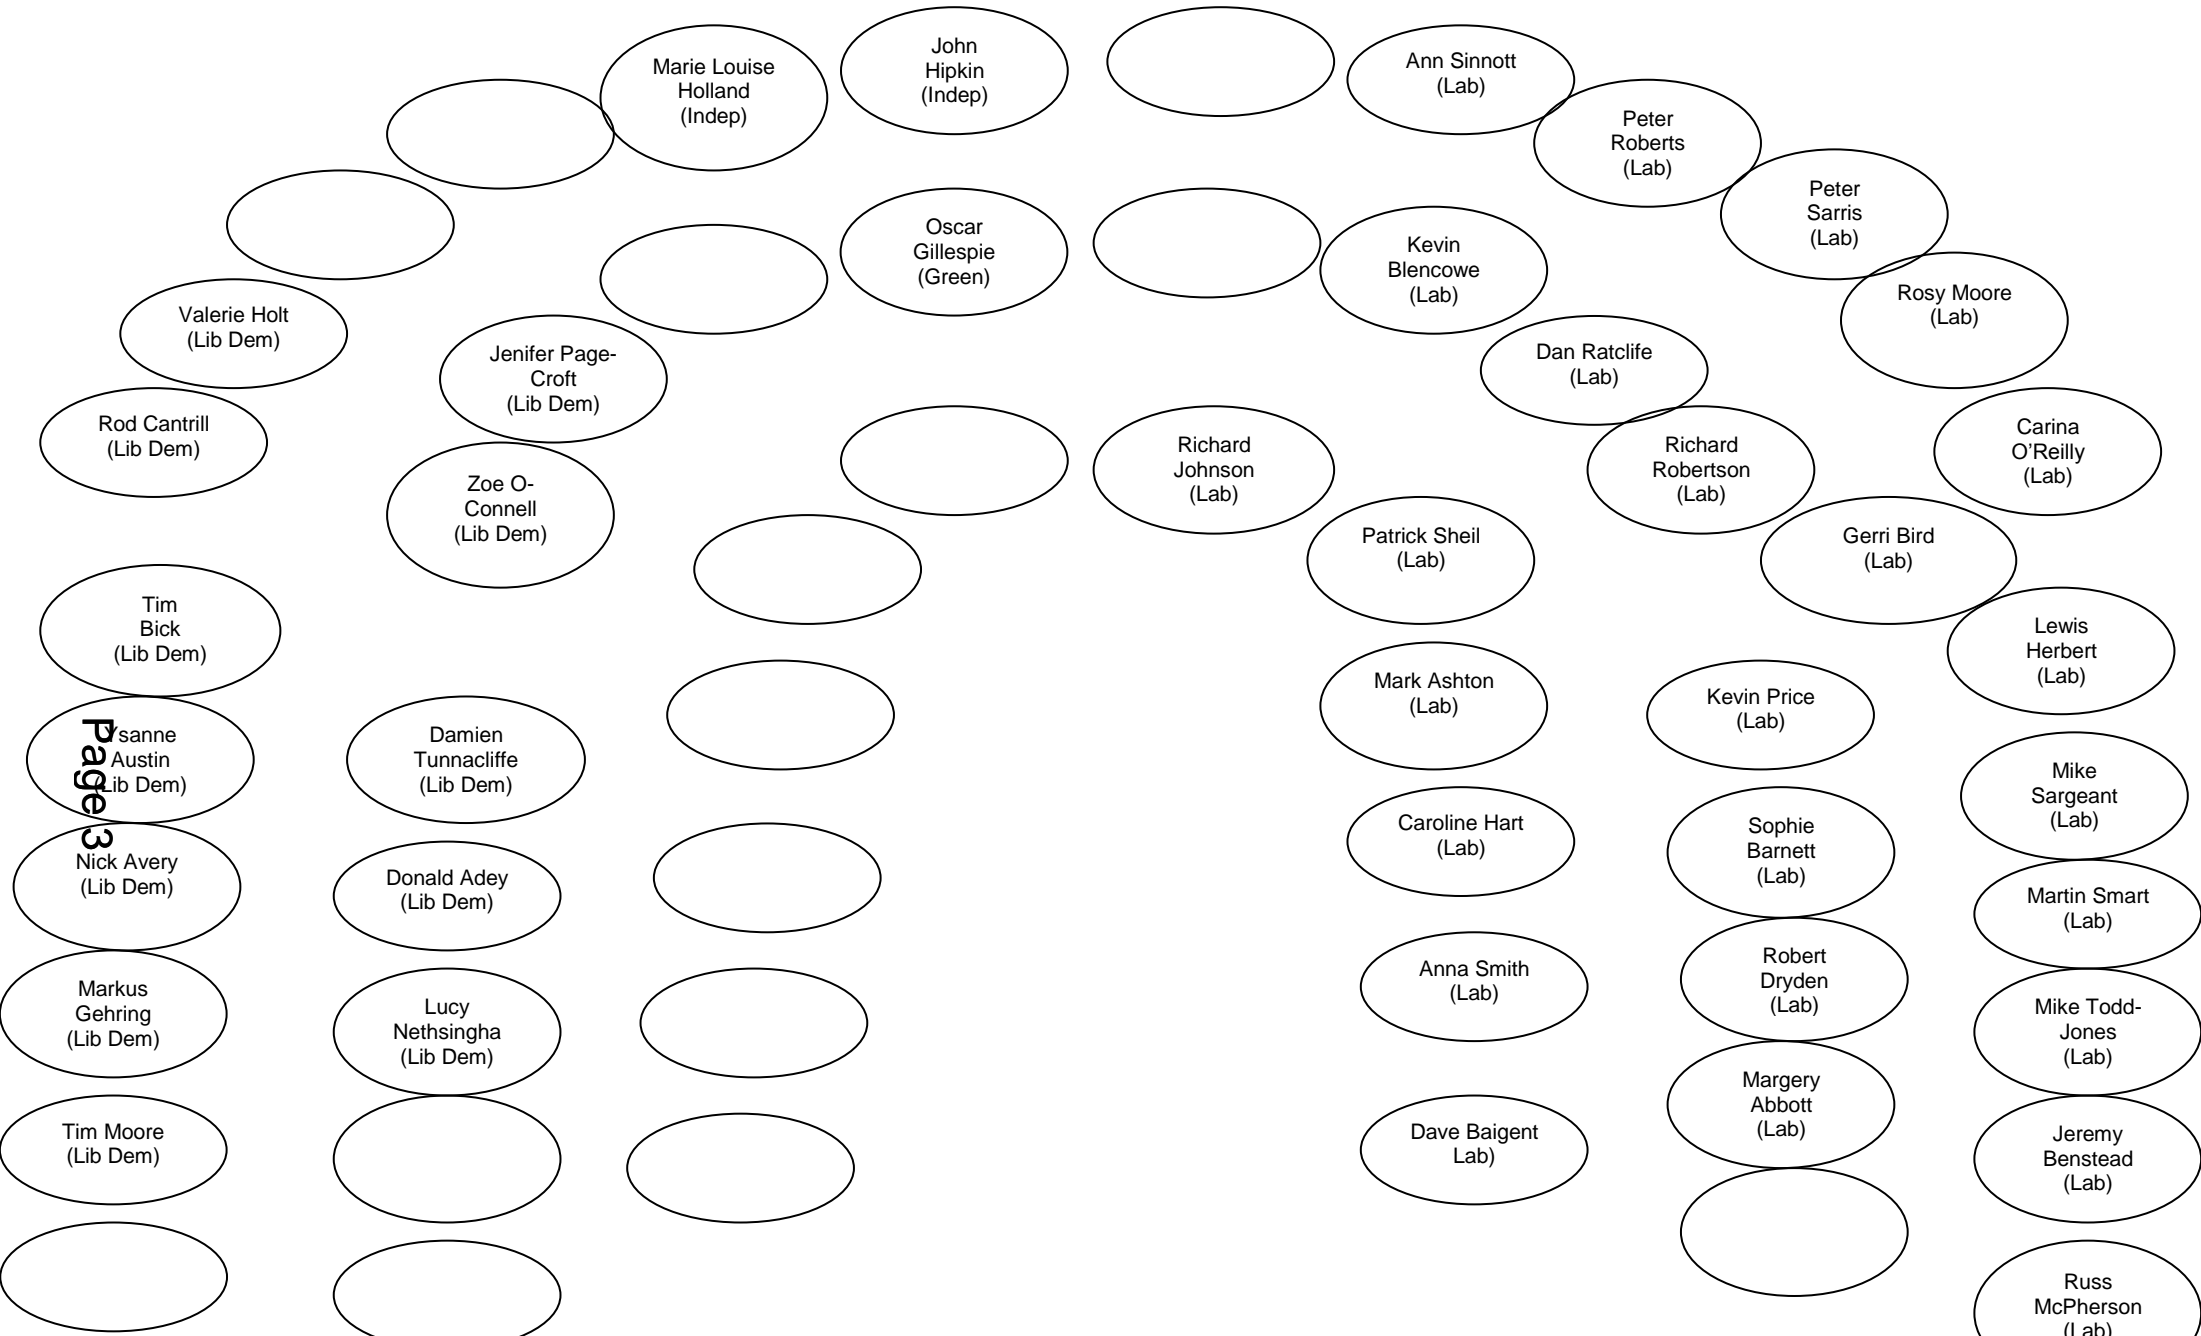 John
Hipkin
(Indep)
Marie Louise
Holland
(Indep)
Ann Sinnott
(Lab)
Peter
Roberts
(Lab)
Peter
Sarris
(Lab)
Oscar
Gillespie
(Green)
Kevin
Blencowe
(Lab)
Rosy Moore
(Lab)
Valerie Holt
(Lib Dem)
Jenifer Page-
Croft
(Lib Dem)
Dan Ratclife
(Lab)
Rod Cantrill
(Lib Dem)
Carina
O'Reilly
(Lab)
Richard
Johnson
(Lab)
Richard
Robertson
(Lab)
Zoe O-
Connell
(Lib Dem)
Patrick Sheil
(Lab)
Gerri Bird
(Lab)
Tim
Bick
(Lib Dem)
Lewis
Herbert
(Lab)
Mark Ashton
(Lab)
Kevin Price
(Lab)
Ysanne
Austin
(Lib Dem)
Page 3
Damien
Tunnacliffe
(Lib Dem)
Mike
Sargeant
(Lab)
Caroline Hart
(Lab)
Sophie
Barnett
(Lab)
Nick Avery
(Lib Dem)
Donald Adey
(Lib Dem)
Martin Smart
(Lab)
Anna Smith
(Lab)
Robert
Dryden
(Lab)
Markus
Gehring
(Lib Dem)
Lucy
Nethsingha
(Lib Dem)
Mike Todd-
Jones
(Lab)
Margery
Abbott
(Lab)
Tim Moore
(Lib Dem)
Dave Baigent
Lab)
Jeremy
Benstead
(Lab)
Russ
McPherson
(Lab)